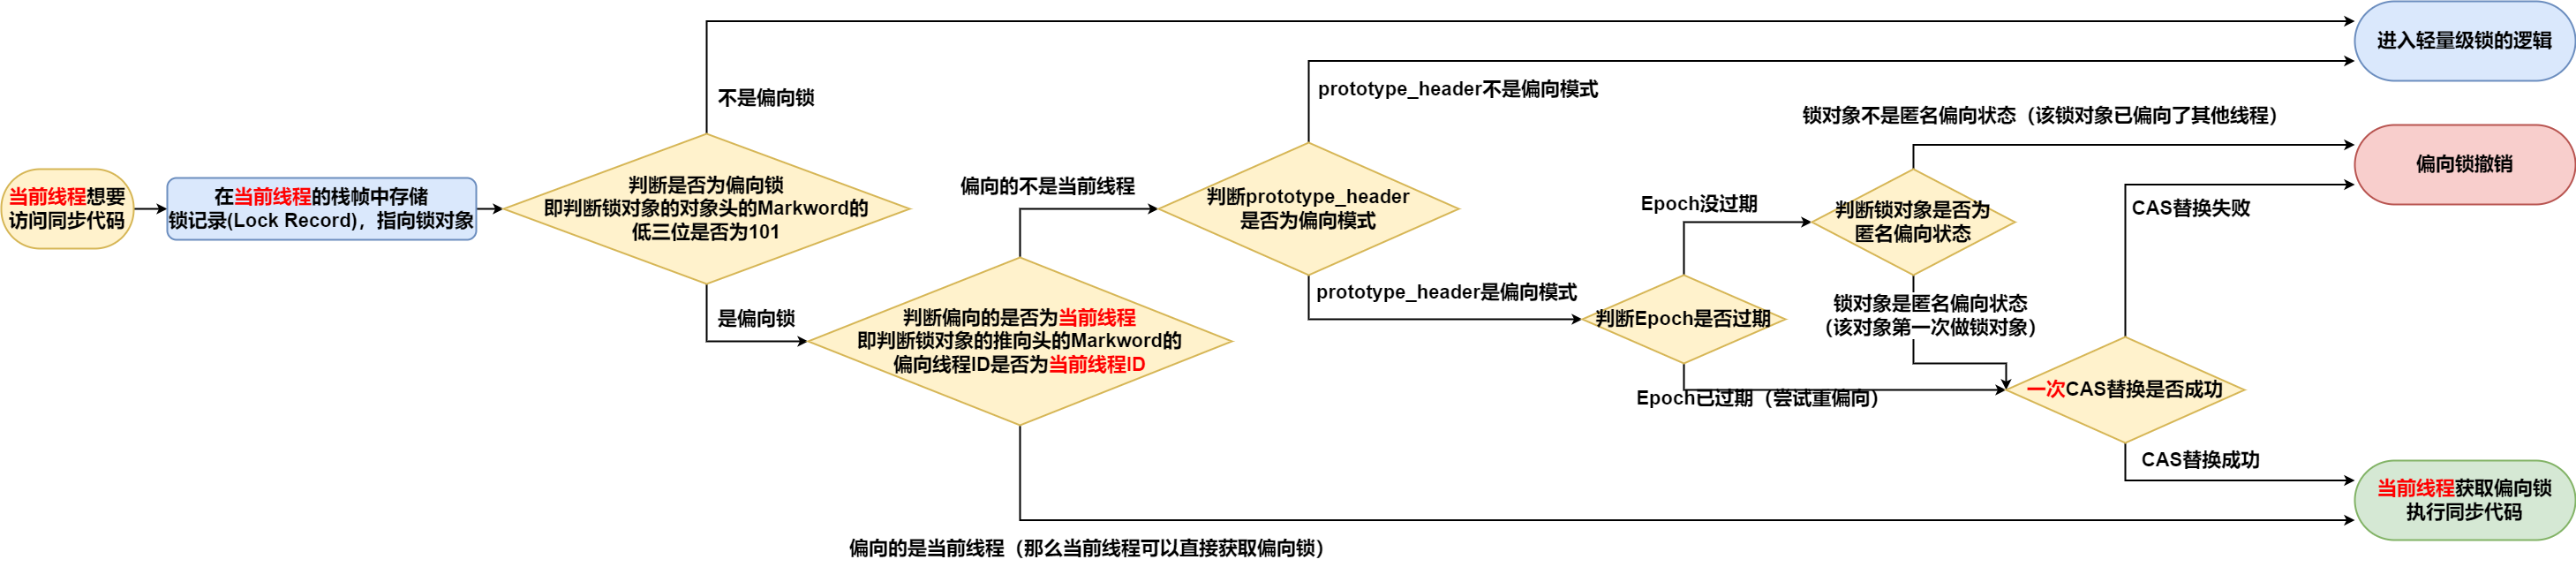 当前线程想要
访问同步代码
在当前线程的栈帧中存储
锁记录(Lock Record)，指向锁对象
不是偏向锁
判断是否为偏向锁
即判断锁对象的对象头的Markword的
低三位是否为101
是偏向锁
偏向的不是当前线程
判断偏向的是否为当前线程
即判断锁对象的推向头的Markword的
偏向线程ID是否为当前线程ID
偏向的是当前线程（那么当前线程可以直接获取偏向锁）
prototype_header不是偏向模式
判断prototype_header
是否为偏向模式
prototype_header是偏向模式
Epoch没过期
判断Epoch是否过期
Epoch已过期（尝试重偏向）
锁对象不是匿名偏向状态（该锁对象已偏向了其他线程）
判断锁对象是否为
匿名偏向状态
锁对象是匿名偏向状态
（该对象第一次做锁对象）
CAS替换失败
一次CAS替换是否成功
CAS替换成功
进入轻量级锁的逻辑
偏向锁撤销
当前线程获取偏向锁
执行同步代码